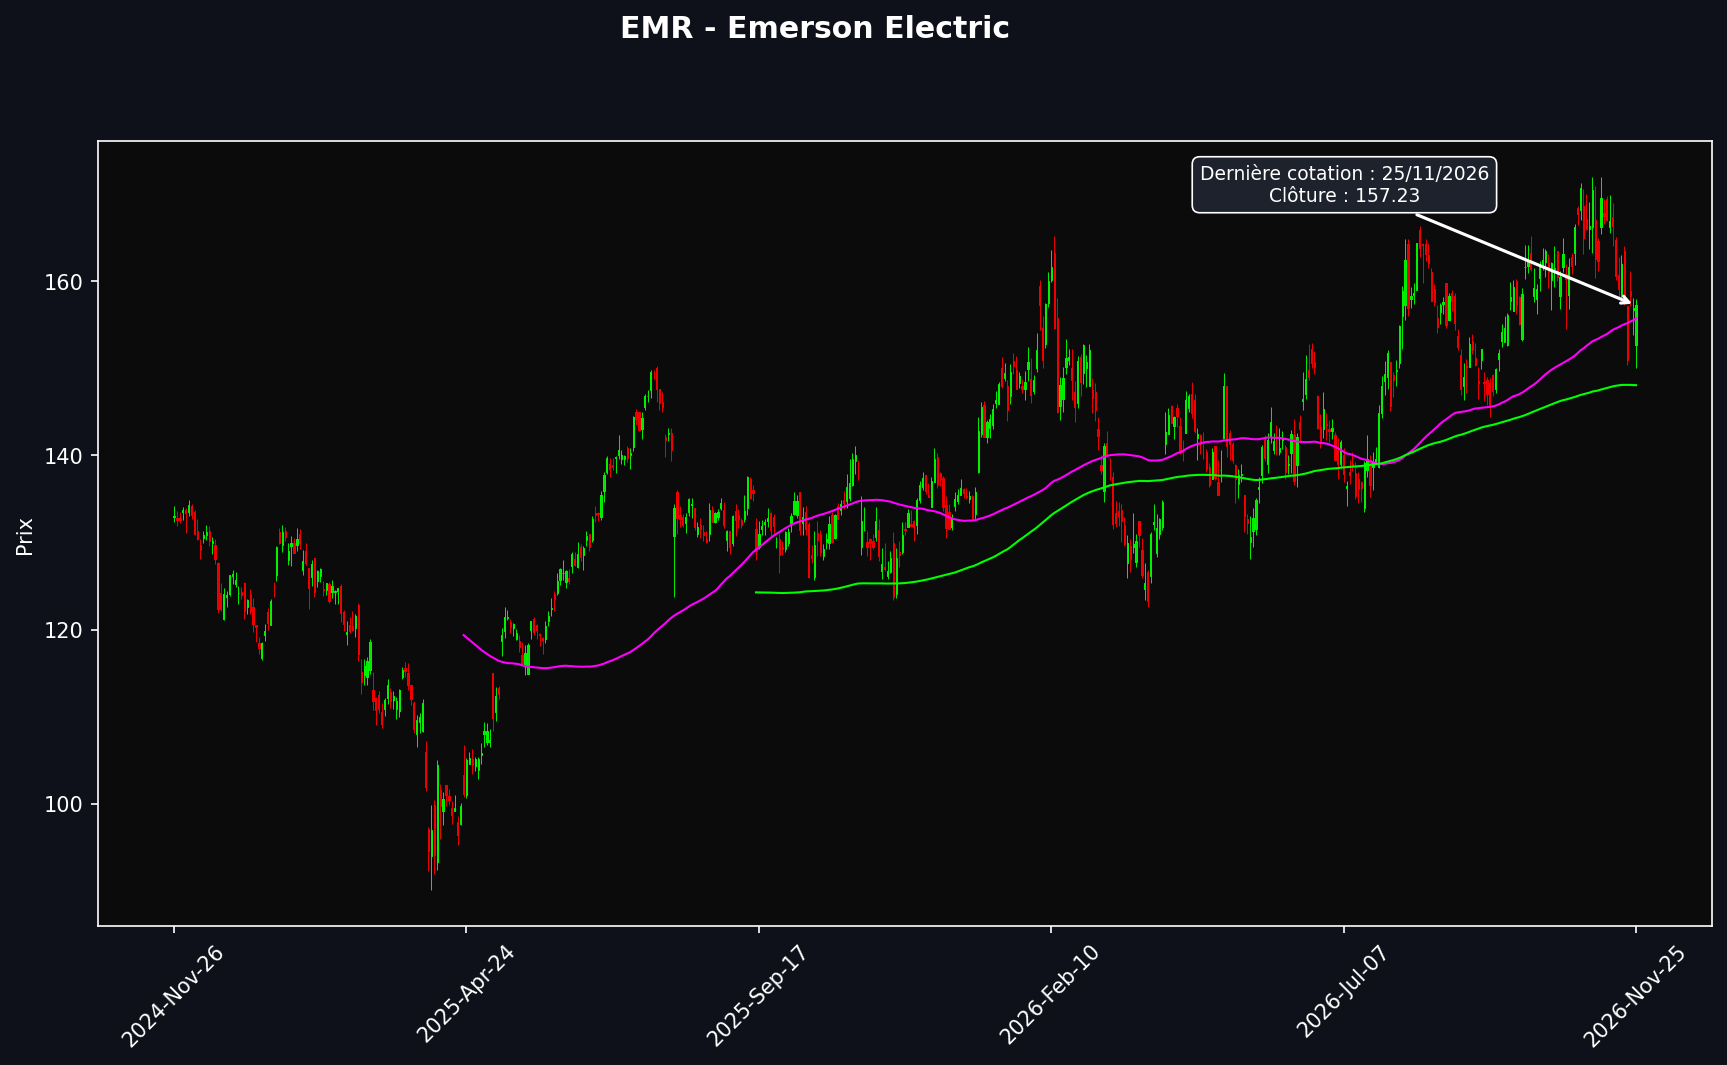 EMR - Emerson Electric
Dernière cotation : 25/11/2026
Clôture : 157.23
Prix
160
140
120
100
2024-Nov-26
2025-Apr-24
2025-Sep-17
2026-Feb-10
2026-Jul-07
2026-Nov-25